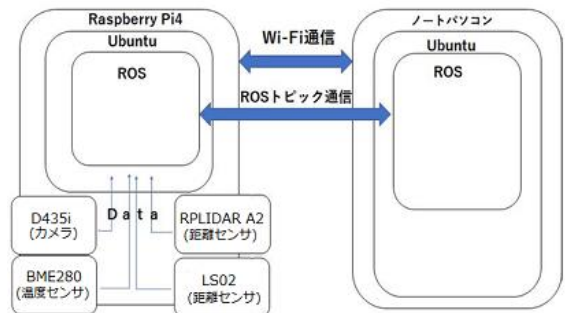 Raspberry Pi4
Ubuntu
ROS
Wi-Fi通信
ROSトピック通信
ノートパソコン
Ubuntu
ROS
Data
D435i
(カメラ)
RPLIDAR A2
(距離センサ)
BME280
(温度センサ)
LS02
(距離センサ)